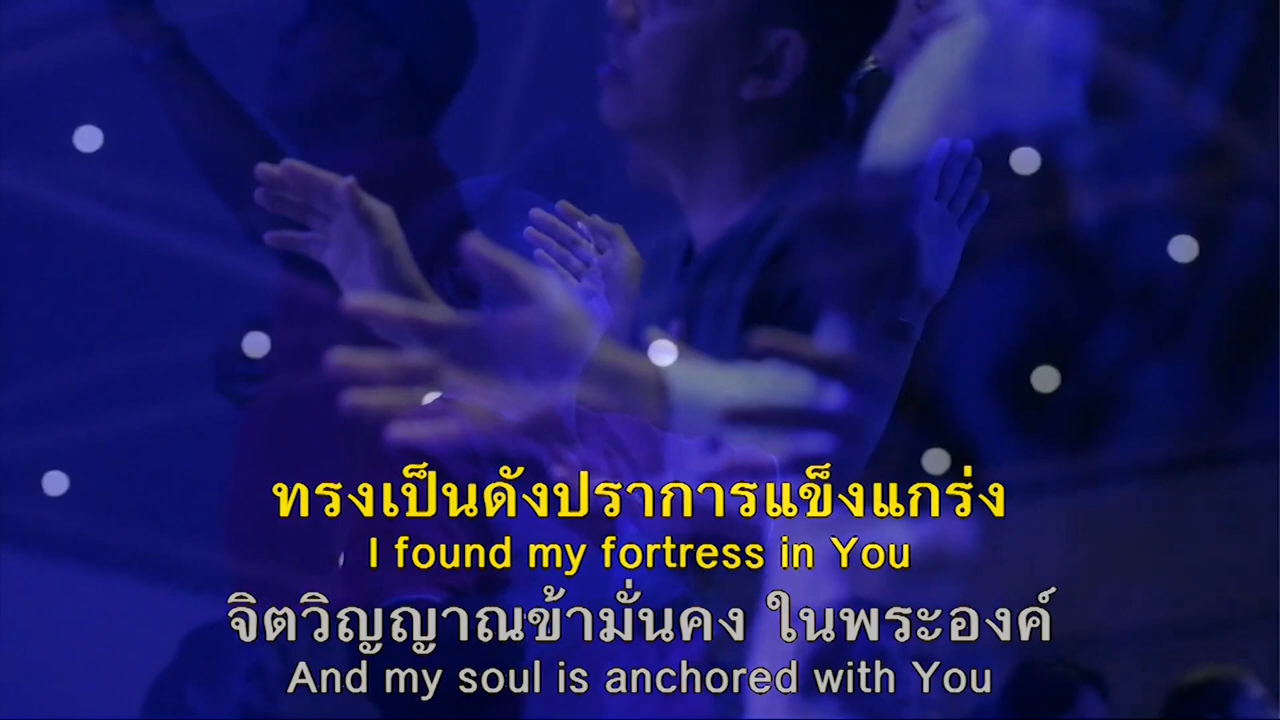 ทรงเป็นดังปราการแข็งแกร่ง
I found my fortress in You
จิตวิญญาณข้ามั่นคง ในพระองค์
And my soul is anchored with You